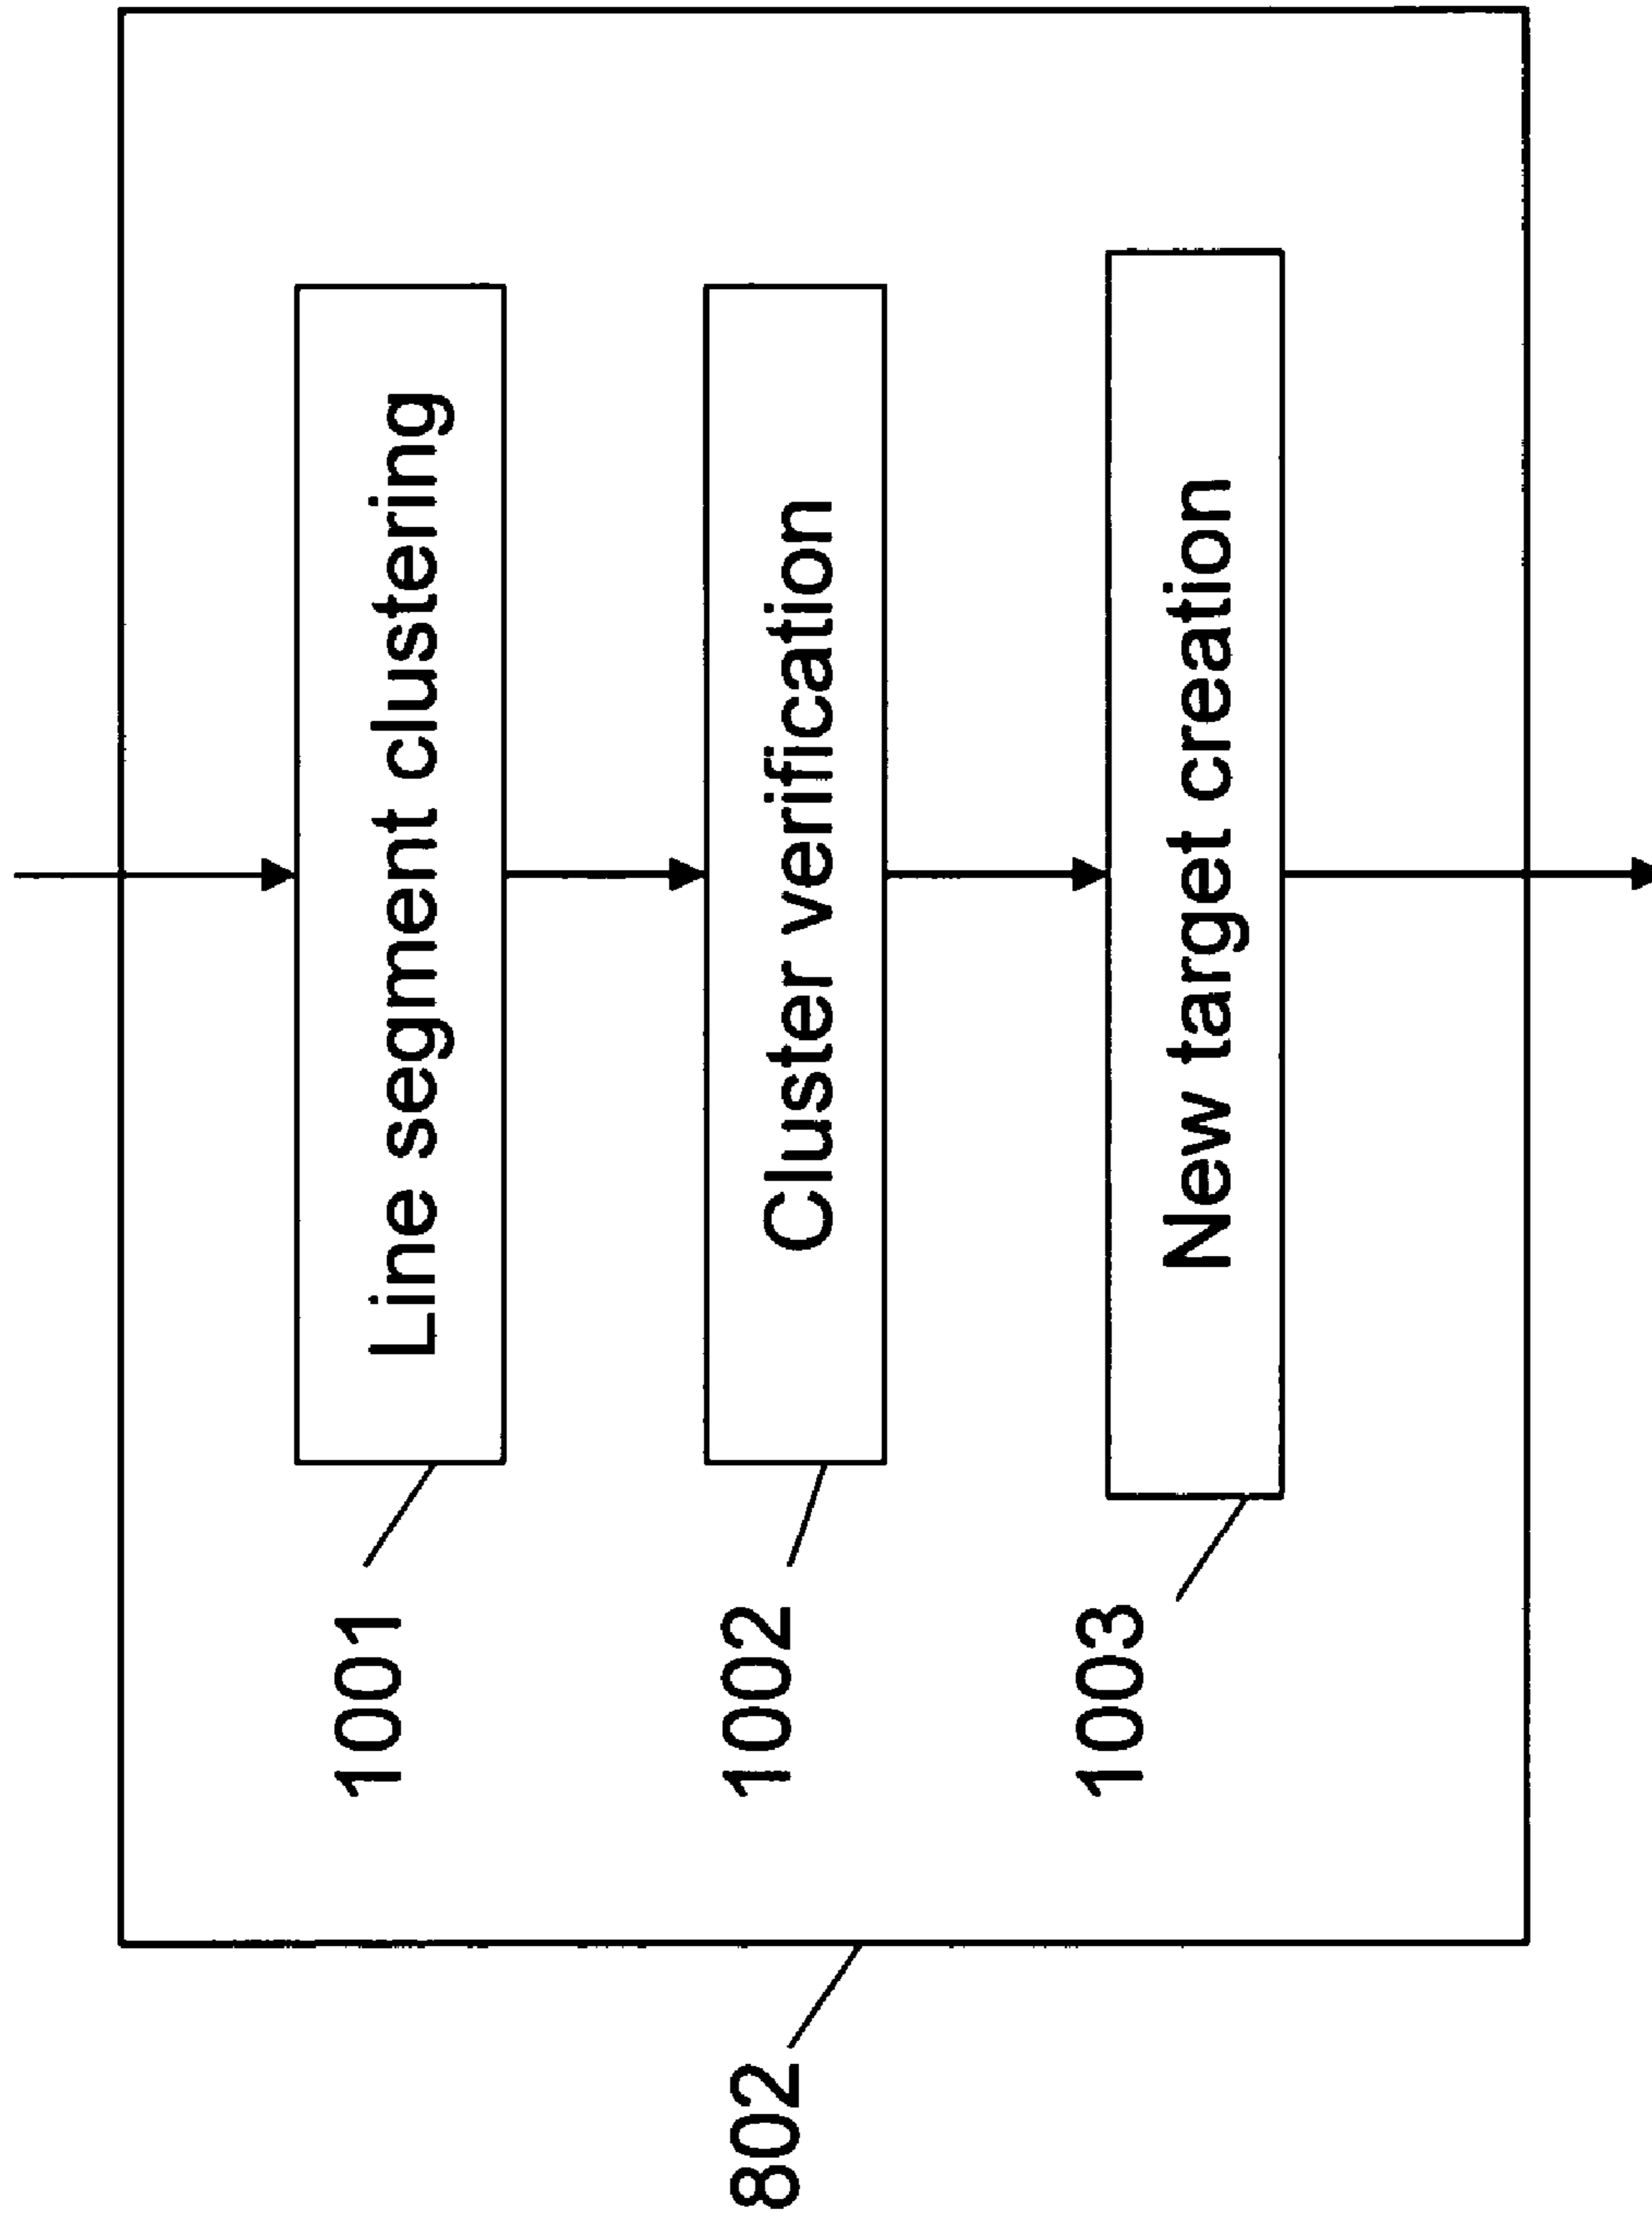 802
1001
Line segment clustering
1002
Cluster verification
1003
New target creation